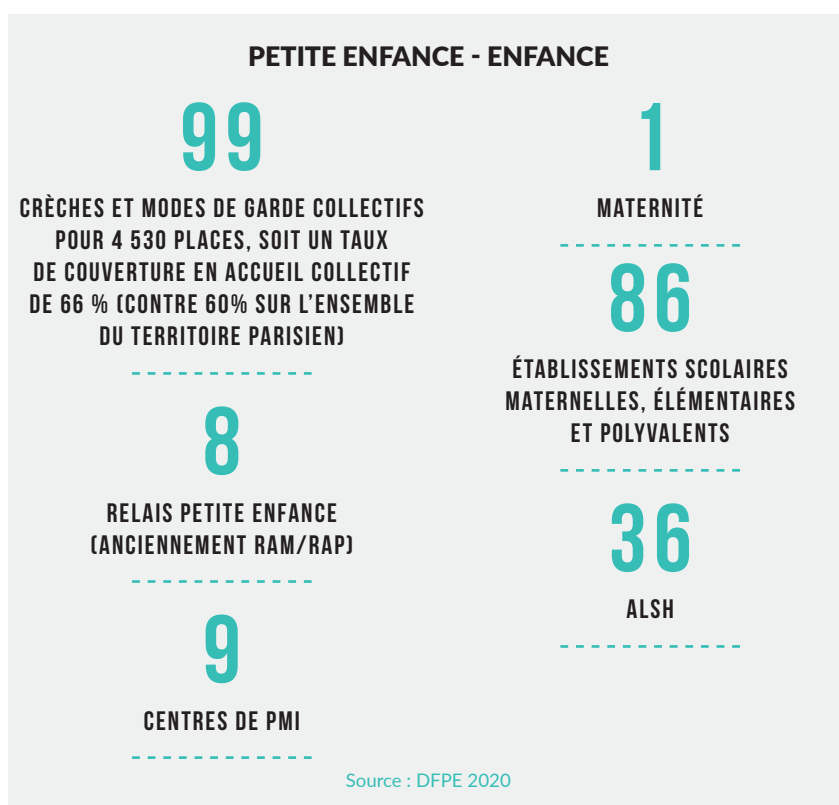 PETITE ENFANCE - ENFANCE
99
CRÈCHES ET MODES DE GARDE COLLECTIFS
POUR 4 530 PLACES, SOIT UN TAUX
DE COUVERTURE EN ACCUEIL COLLECTIF
DE 66 % (CONTRE 60% SUR L'ENSEMBLE
DU TERRITOIRE PARISIEN)
8
RELAIS PETITE ENFANCE
(ANCIENNEMENT RAM/RAP)
9
CENTRES DE PMI
1
MATERNITÉ
86
ÉTABLISSEMENTS SCOLAIRES
MATERNELLES, ÉLÉMENTAIRES
ET POLYVALENTS
36
ALSH
Source : DFPE 2020